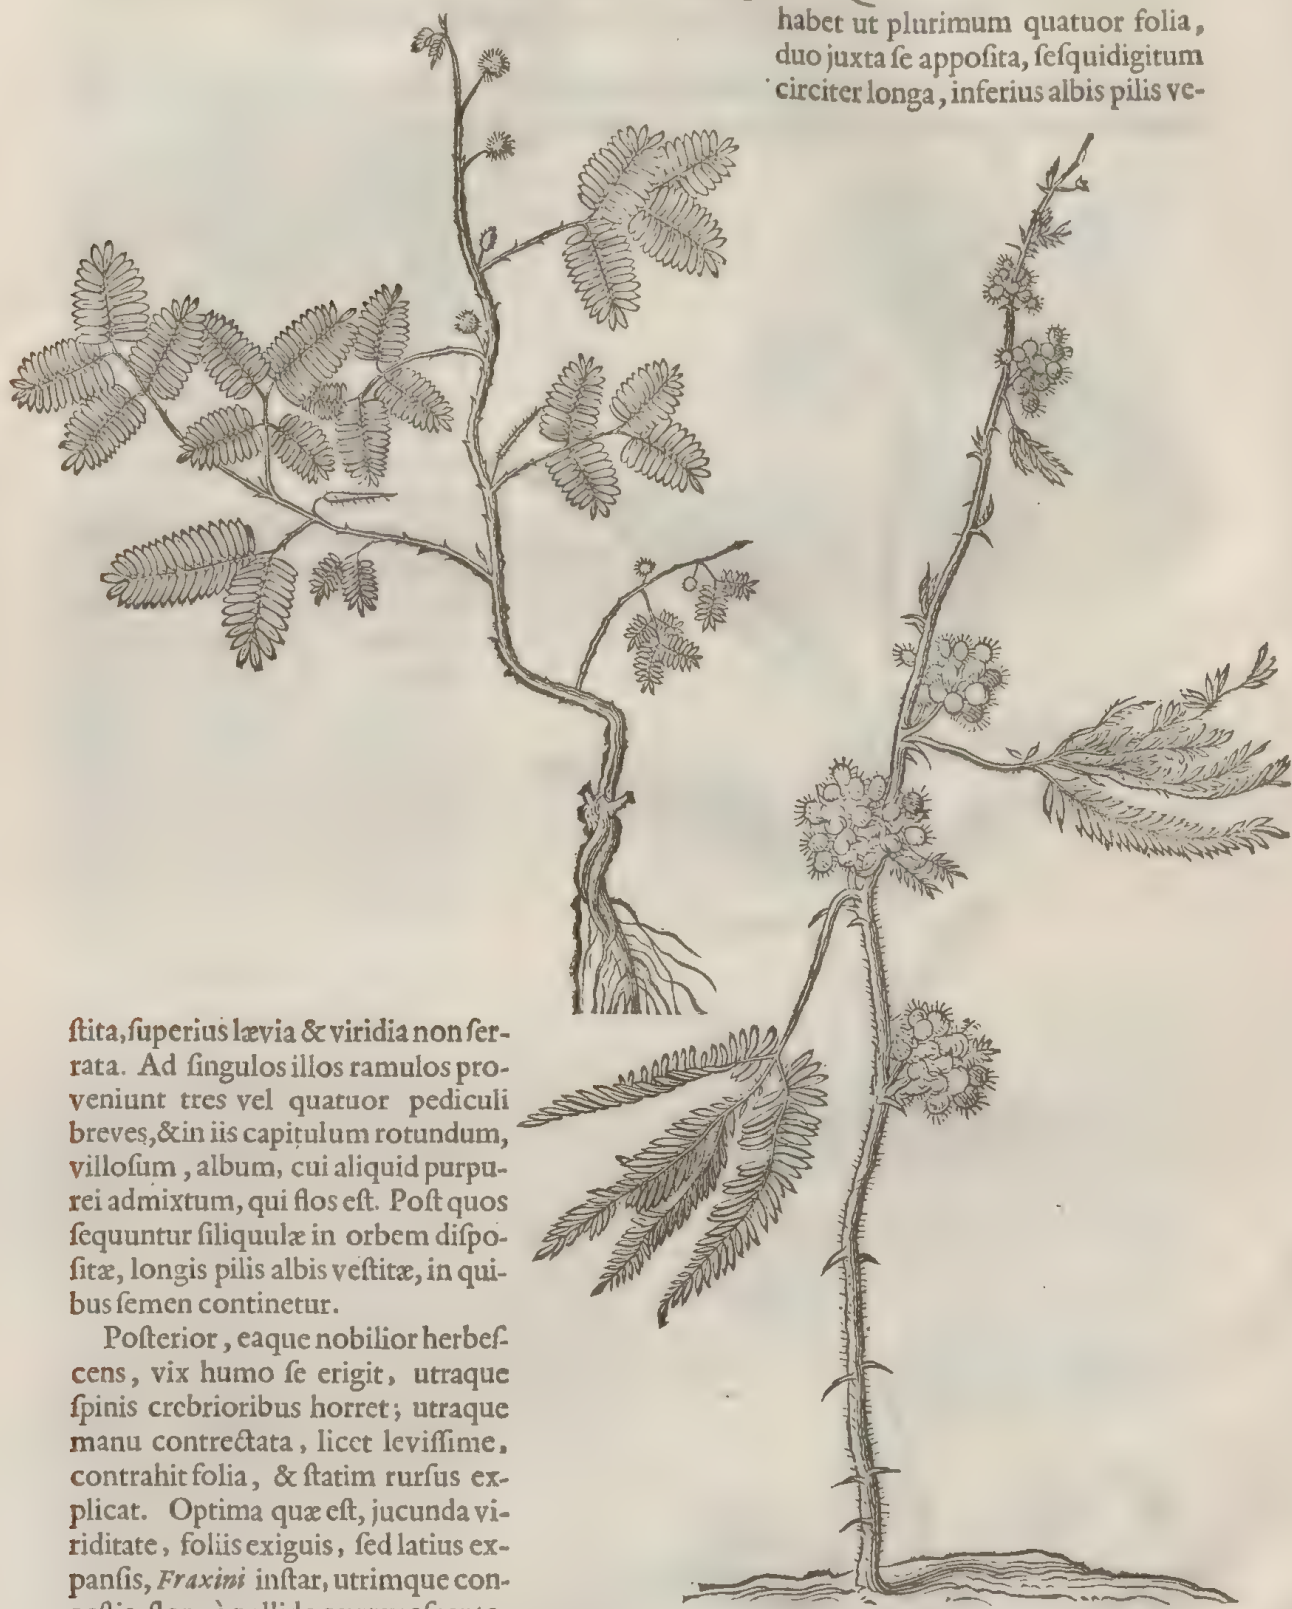 habet ut plurimum quatuor folia,
duo juxta ſe appoſita, ſeſquidigitum
circiter longa, inferius albis pilis ve-
ſtita, ſuperius lævia & viridia non ſer-
rata. Ad ſingulos illos ramulos pro-
veniunt tres vel quatuor pediculi
breves, & in iis capitulum rotundum,
villoſum, album, cui aliquid purpu-
rei admixtum, qui flos eſt. Poſt quos
ſequuntur ſiliquulæ in orbem diſpo-
ſitæ, longis pilis albis veſtitæ, in qui-
bus ſemen continetur.
Poſterior, eaque nobilior herbeſ-
cens, vix humo ſe erigit, utraque
ſpinis crebrioribus horret; utraque
manu contrectata, licet leviſſime,
contrahit folia, & ſtatim rurſus ex-
plicat. Optima quæ eſt, jucunda vi-
riditate, foliis exiguis, ſed latius ex-
panſis, Fraxini inſtar, utrimque con-